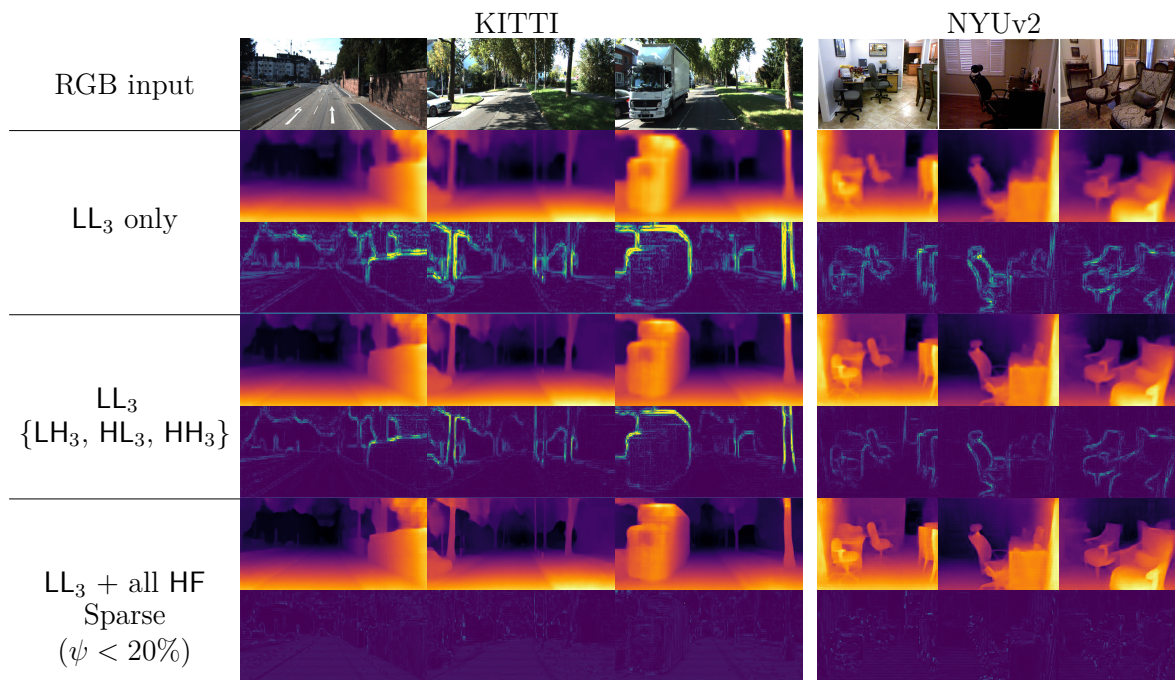 KITTI NYUv2
RGB input
LL₃ only
LL₃
{LH₃, HL₃, HH₃}
LL₃ + all HF
Sparse
(ψ < 20%)